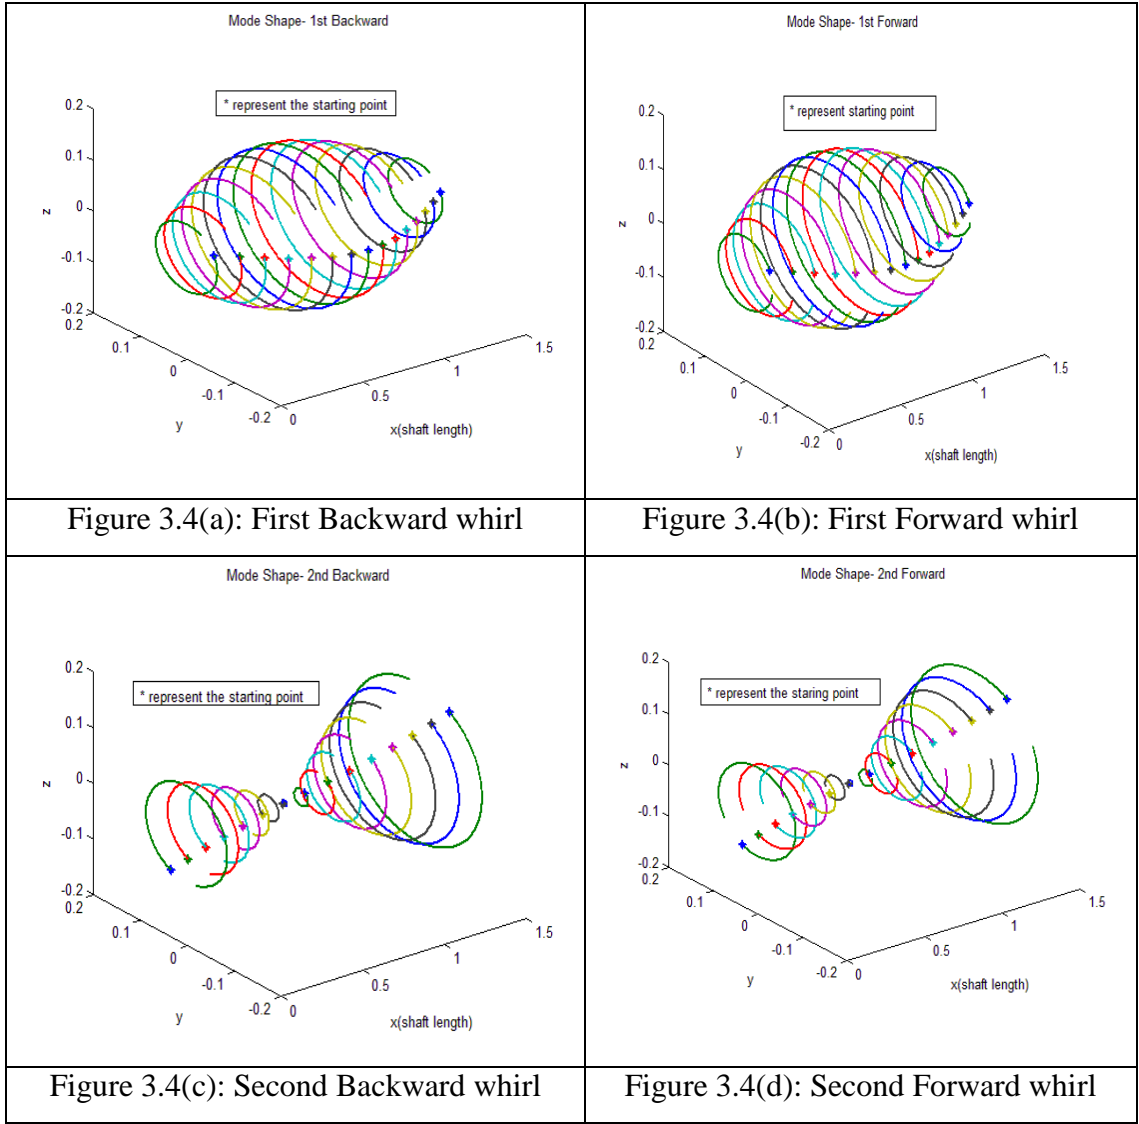 Mode Shape- 1st Backward
* represent the starting point
0.2
0.1
0
-0.1
-0.2
z
0.2
0.1
0
-0.1
-0.2
y
0
0.5
1
1.5
x(shaft length)
Mode Shape- 1st Forward
* represent starting point
0.2
0.1
0
-0.1
-0.2
z
0.2
0.1
0
-0.1
-0.2
y
0
0.5
1
1.5
x(shaft length)
Figure 3.4(a): First Backward whirl
Figure 3.4(b): First Forward whirl
Mode Shape- 2nd Backward
* represent the starting point
0.2
0.1
0
-0.1
-0.2
z
0.2
0.1
0
-0.1
-0.2
y
0
0.5
1
1.5
x(shaft length)
Mode Shape- 2nd Forward
* represent the staring point
0.2
0.1
0
-0.1
-0.2
z
0.2
0.1
0
-0.1
-0.2
y
0
0.5
1
1.5
x(shaft length)
Figure 3.4(c): Second Backward whirl
Figure 3.4(d): Second Forward whirl